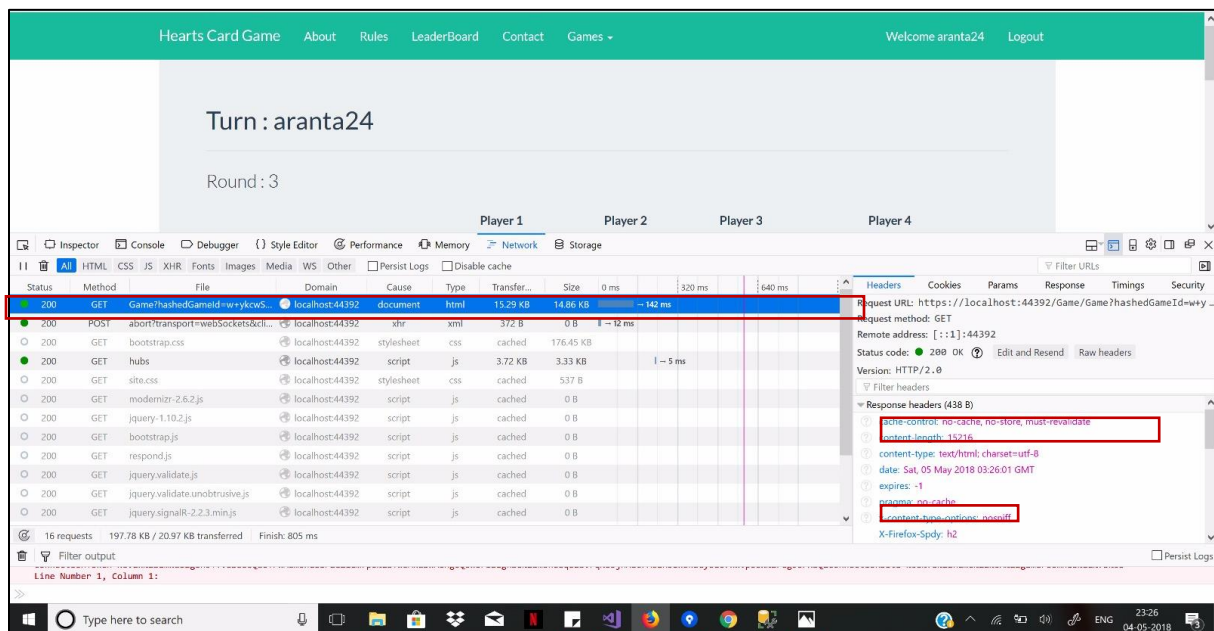 Hearts Card Game About Rules LeaderBoard Contact Games Welcome aranta24 Logout
Turn : aranta24
Round : 3
Player 1 Player 2 Player 3 Player 4
Inspector Console Debugger {} Style Editor Performance Memory Network Storage
All HTML CSS JS XHR Fonts Images Media WS Other Persist Logs Disable cache Filter URLs
Status Method File Domain Cause Type Transfer... Size 0 ms 320 ms 640 ms
200 GET Game?hashedGameId=w+ykcwS... localhost:44392 document html 15.29 KB 14.86 KB → 142 ms
200 POST abort?transport=webSockets&cli... localhost:44392 xhr xml 372 B 0 B → 12 ms
200 GET bootstrap.css localhost:44392 stylesheet css cached 176.45 KB
200 GET hubs localhost:44392 script js 3.72 KB 3.33 KB → 5 ms
200 GET site.css localhost:44392 stylesheet css cached 537 B
200 GET modernizr-2.6.2.js localhost:44392 script js cached 0 B
200 GET jquery-1.10.2.js localhost:44392 script js cached 0 B
200 GET bootstrap.js localhost:44392 script js cached 0 B
200 GET respond.js localhost:44392 script js cached 0 B
200 GET jquery.validate.js localhost:44392 script js cached 0 B
200 GET jquery.validate.unobtrusive.js localhost:44392 script js cached 0 B
200 GET jquery.signalR-2.2.3.min.js localhost:44392 script js cached 0 B
16 requests 197.78 KB / 20.97 KB transferred Finish: 805 ms
Headers Cookies Params Response Timings Security
Request URL: https://localhost:44392/Game/Game?hashedGameId=w+y...
Request method: GET
Remote address: [::1]:44392
Status code: 200 OK Edit and Resend Raw headers
Version: HTTP/2.0
Filter headers
Response headers (438 B)
cache-control: no-cache, no-store, must-revalidate
content-length: 15216
content-type: text/html; charset=utf-8
date: Sat, 05 May 2018 03:26:01 GMT
expires: -1
pragma: no-cache
x-content-type-options: nosniff
X-Firefox-Spdy: h2
Filter output Persist Logs
Line Number 1, Column 1:
Type here to search ENG 23:26
04-05-2018